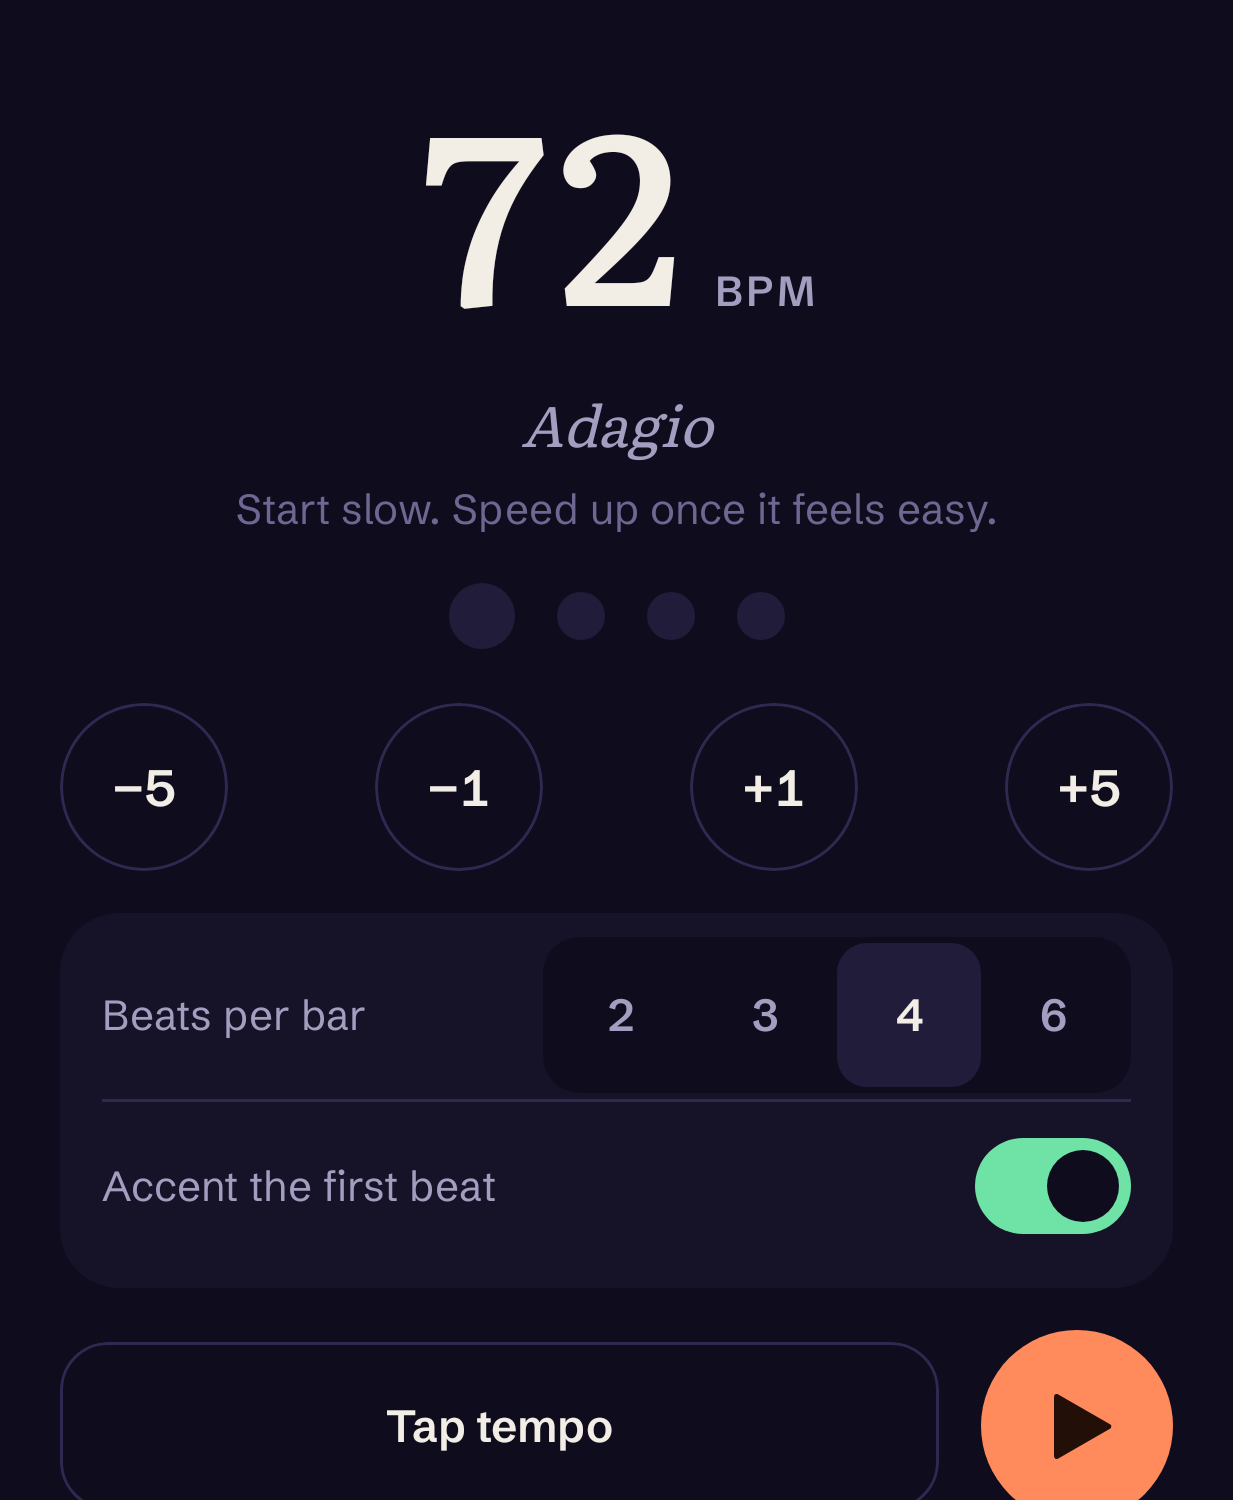 72 BPM
Adagio
Start slow. Speed up once it feels easy.
−5 −1 +1 +5
Beats per bar 2 3 4 6
Accent the first beat
Tap tempo